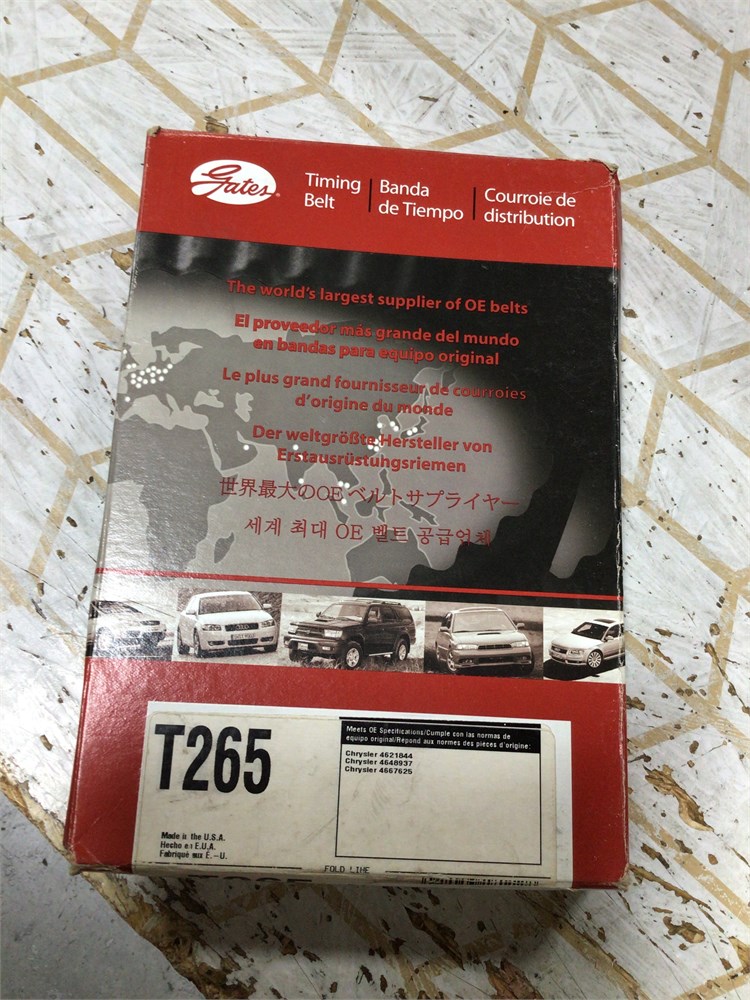 Gates
Timing
Belt
Banda
de Tiempo
Courroie de
distribution
The world's largest supplier of OE belts
El proveedor más grande del mundo
en bandas para equipo original
Le plus grand fournisseur de courroies
d'origine du monde
Der weltgrößte Hersteller von
Erstausrüstuhgsriemen
世界最大のOEベルトサプライヤー
세계 최대 OE 벨트 공급업체
T265
Meets OE Specifications/Cumple con las normas de
equipo original/Répond aux normes des pièces d'origine:
Chrysler 4621844
Chrysler 4648937
Chrysler 4667625
Made in the U.S.A.
Hecho en E.U.A.
Fabriqué aux E.-U.
FOLD LINE